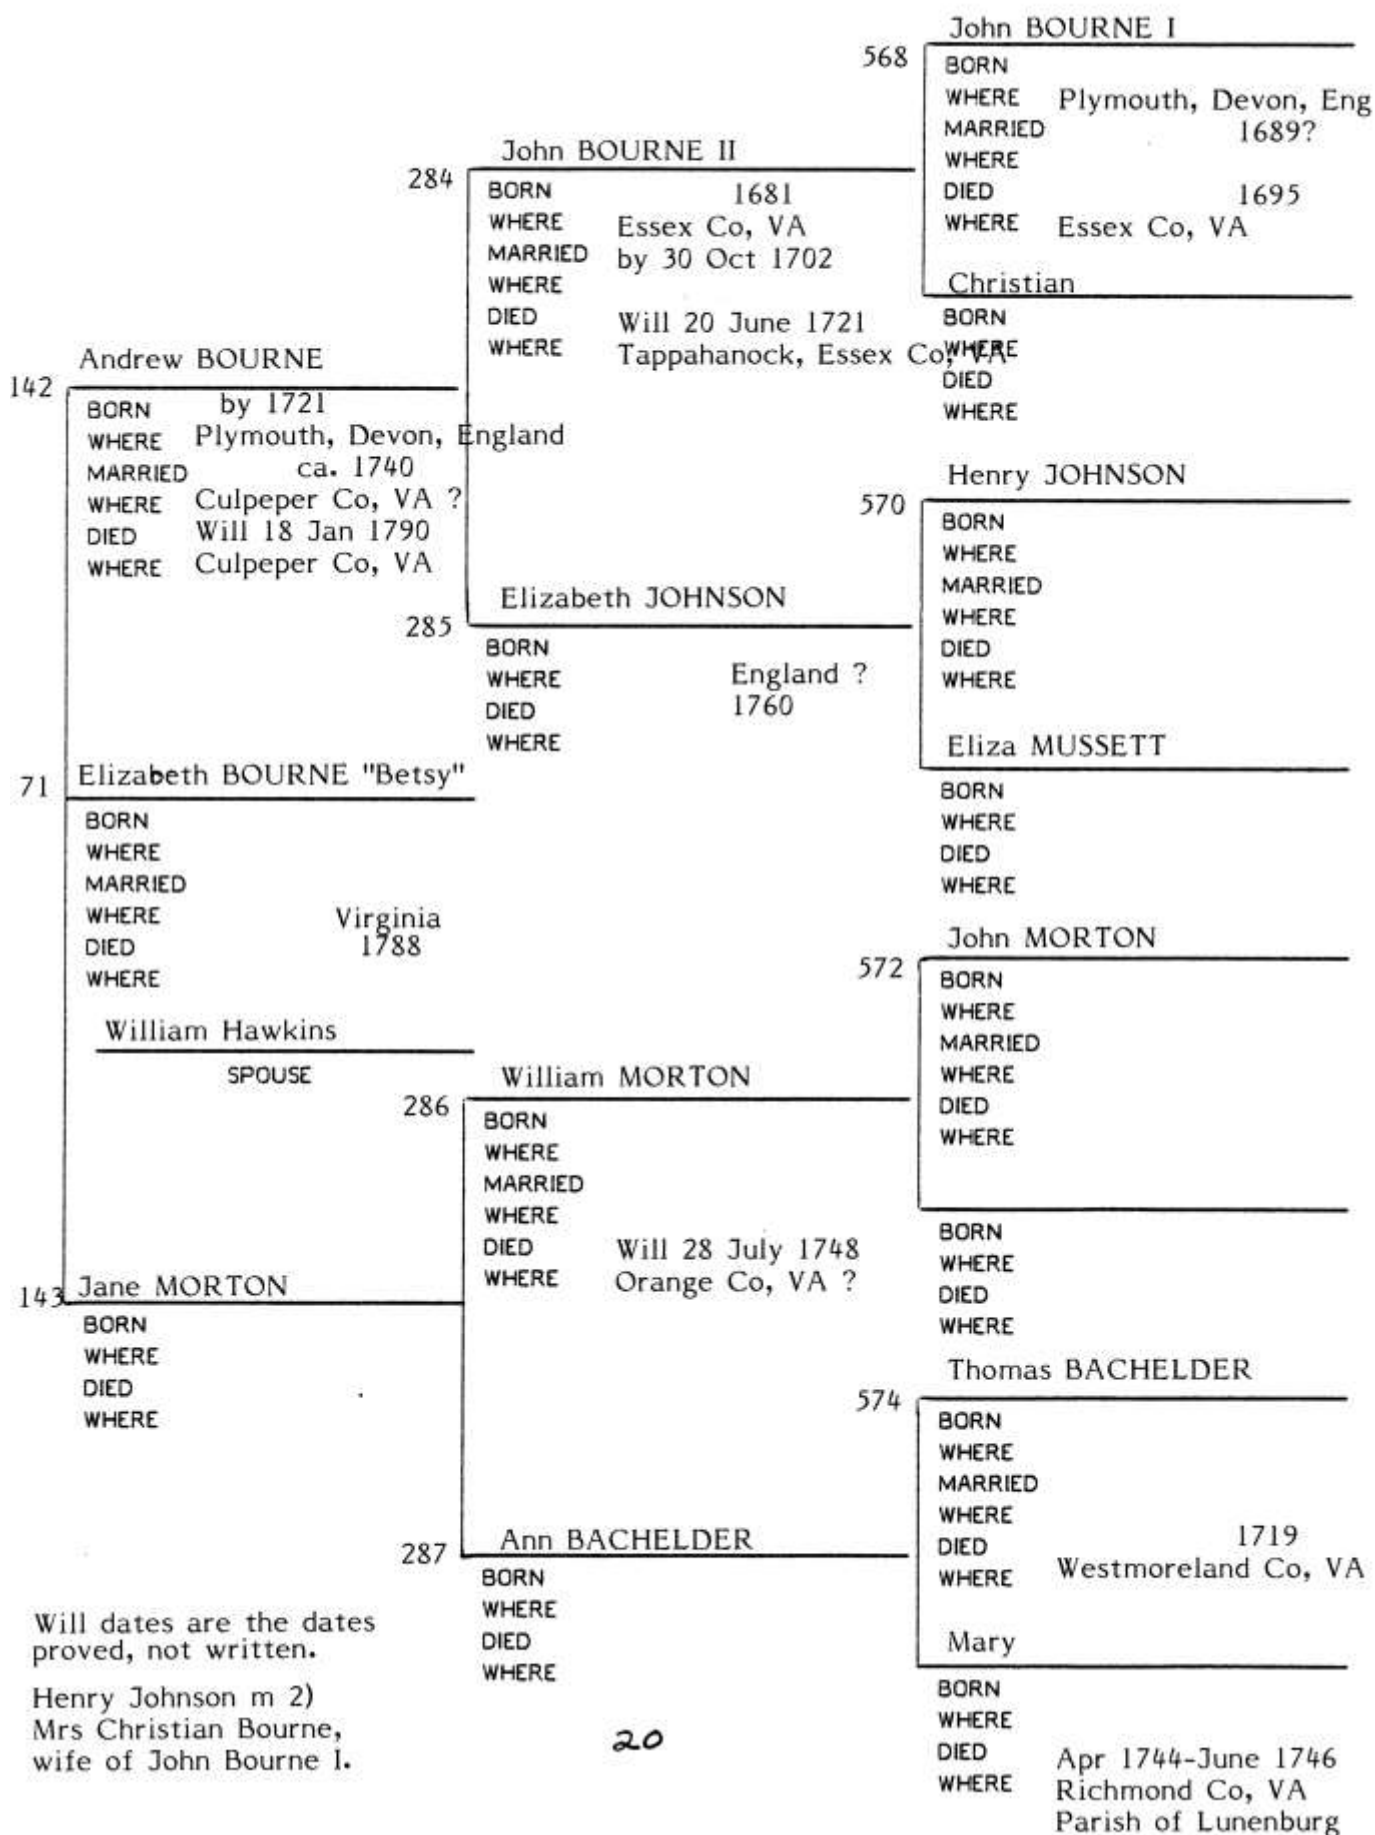 John BOURNE I
568
BORN
WHERE Plymouth, Devon, Eng
MARRIED 1689?
WHERE
DIED 1695
WHERE Essex Co, VA
Christian
BORN
WHERE
DIED
WHERE
John BOURNE II
284
BORN 1681
WHERE Essex Co, VA
MARRIED by 30 Oct 1702
WHERE
DIED Will 20 June 1721
WHERE Tappahanock, Essex Co, VA
Andrew BOURNE
142
BORN by 1721
WHERE Plymouth, Devon, England
MARRIED ca. 1740
WHERE Culpeper Co, VA ?
DIED Will 18 Jan 1790
WHERE Culpeper Co, VA
Henry JOHNSON
570
BORN
WHERE
MARRIED
WHERE
DIED
WHERE
Elizabeth JOHNSON
285
BORN
WHERE England ?
DIED 1760
WHERE
Eliza MUSSETT
BORN
WHERE
DIED
WHERE
71
Elizabeth BOURNE "Betsy"
BORN
WHERE
MARRIED
WHERE Virginia
DIED 1788
WHERE
William Hawkins
SPOUSE
John MORTON
572
BORN
WHERE
MARRIED
WHERE
DIED
WHERE
BORN
WHERE
DIED
WHERE
William MORTON
286
BORN
WHERE
MARRIED
WHERE
DIED Will 28 July 1748
WHERE Orange Co, VA ?
143 Jane MORTON
BORN
WHERE
DIED
WHERE
Thomas BACHELDER
574
BORN
WHERE
MARRIED
WHERE
DIED 1719
WHERE Westmoreland Co, VA
287 Ann BACHELDER
BORN
WHERE
DIED
WHERE
Mary
BORN
WHERE
DIED Apr 1744-June 1746
WHERE Richmond Co, VA
Parish of Lunenburg
Will dates are the dates
proved, not written.
Henry Johnson m 2)
Mrs Christian Bourne,
wife of John Bourne I.
20